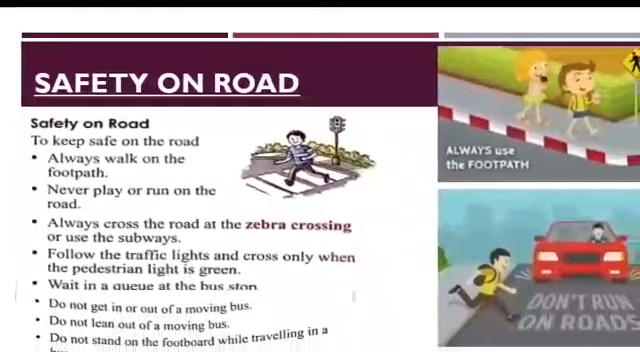 SAFETY ON ROAD
Safety on Road
To keep safe on the road
• Always walk on the
footpath.
• Never play or run on the
road.
• Always cross the road at the zebra crossing
or use the subways.
• Follow the traffic lights and cross only when
the pedestrian light is green.
• Wait in a queue at the bus stop
• Do not get in or out of a moving bus.
• Do not lean out of a moving bus.
• Do not stand on the footboard while travelling in a
ALWAYS use
the FOOTPATH
DON'T RUN
ON ROADS